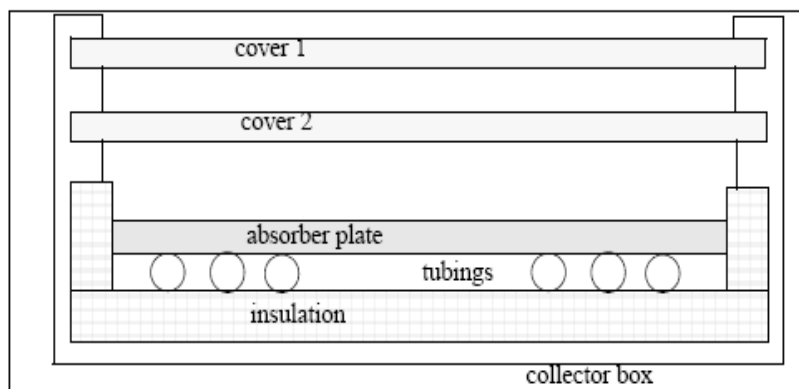 cover 1
cover 2
absorber plate
tubings
insulation
collector box